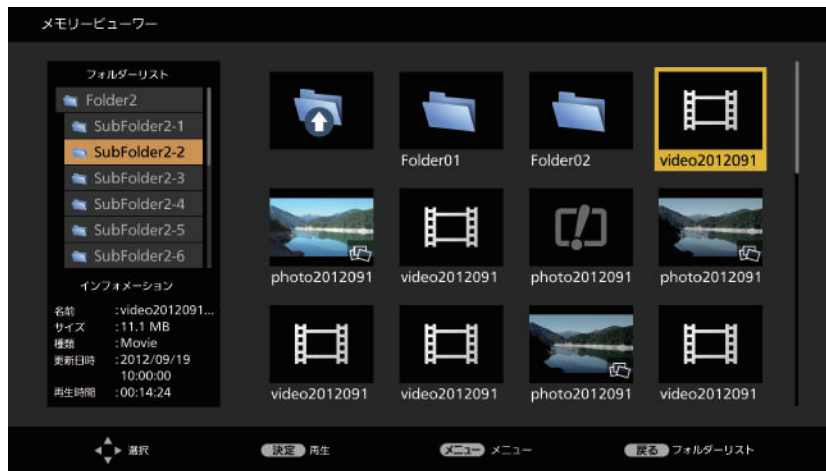 メモリービューワー
フォルダーリスト
Folder2
SubFolder2-1
SubFolder2-2
SubFolder2-3
SubFolder2-4
SubFolder2-5
SubFolder2-6
インフォメーション
名前 :video2012091...
サイズ :11.1 MB
種類 :Movie
更新日時 :2012/09/19
10:00:00
再生時間 :00:14:24
Folder01 Folder02 video2012091
photo2012091 video2012091 photo2012091 photo2012091
video2012091 video2012091 photo2012091 video2012091
選択 決定 再生 メニュー メニュー 戻る フォルダーリスト